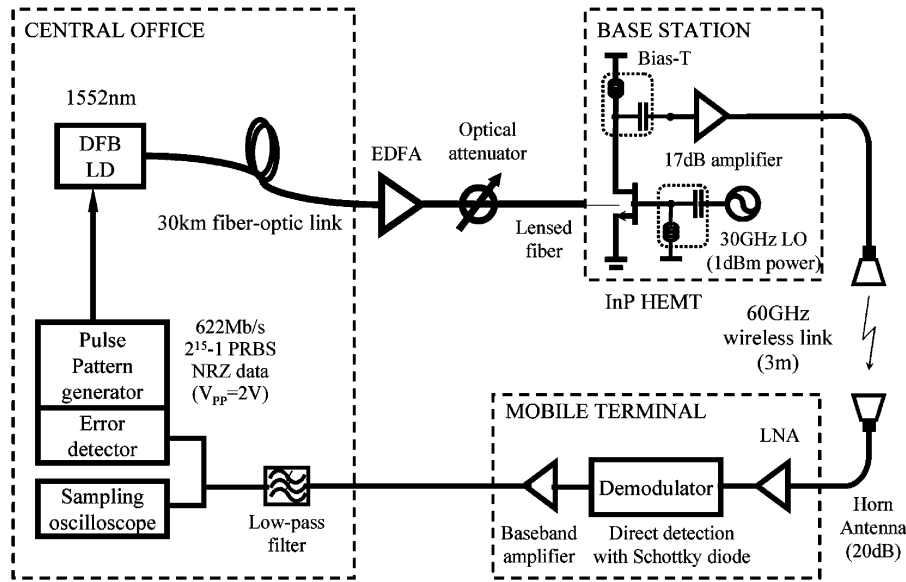 CENTRAL OFFICE
1552nm
DFB
LD
30km fiber-optic link
EDFA
Optical
attenuator
Lensed
fiber
BASE STATION
Bias-T
17dB amplifier
30GHz LO
(1dBm power)
InP HEMT
60GHz
wireless link
(3m)
Pulse
Pattern
generator
Error
detector
Sampling
oscilloscope
622Mb/s
2¹⁵-1 PRBS
NRZ data
(Vₚₚ=2V)
Low-pass
filter
MOBILE TERMINAL
LNA
Demodulator
Baseband
amplifier
Direct detection
with Schottky diode
Horn
Antenna
(20dB)